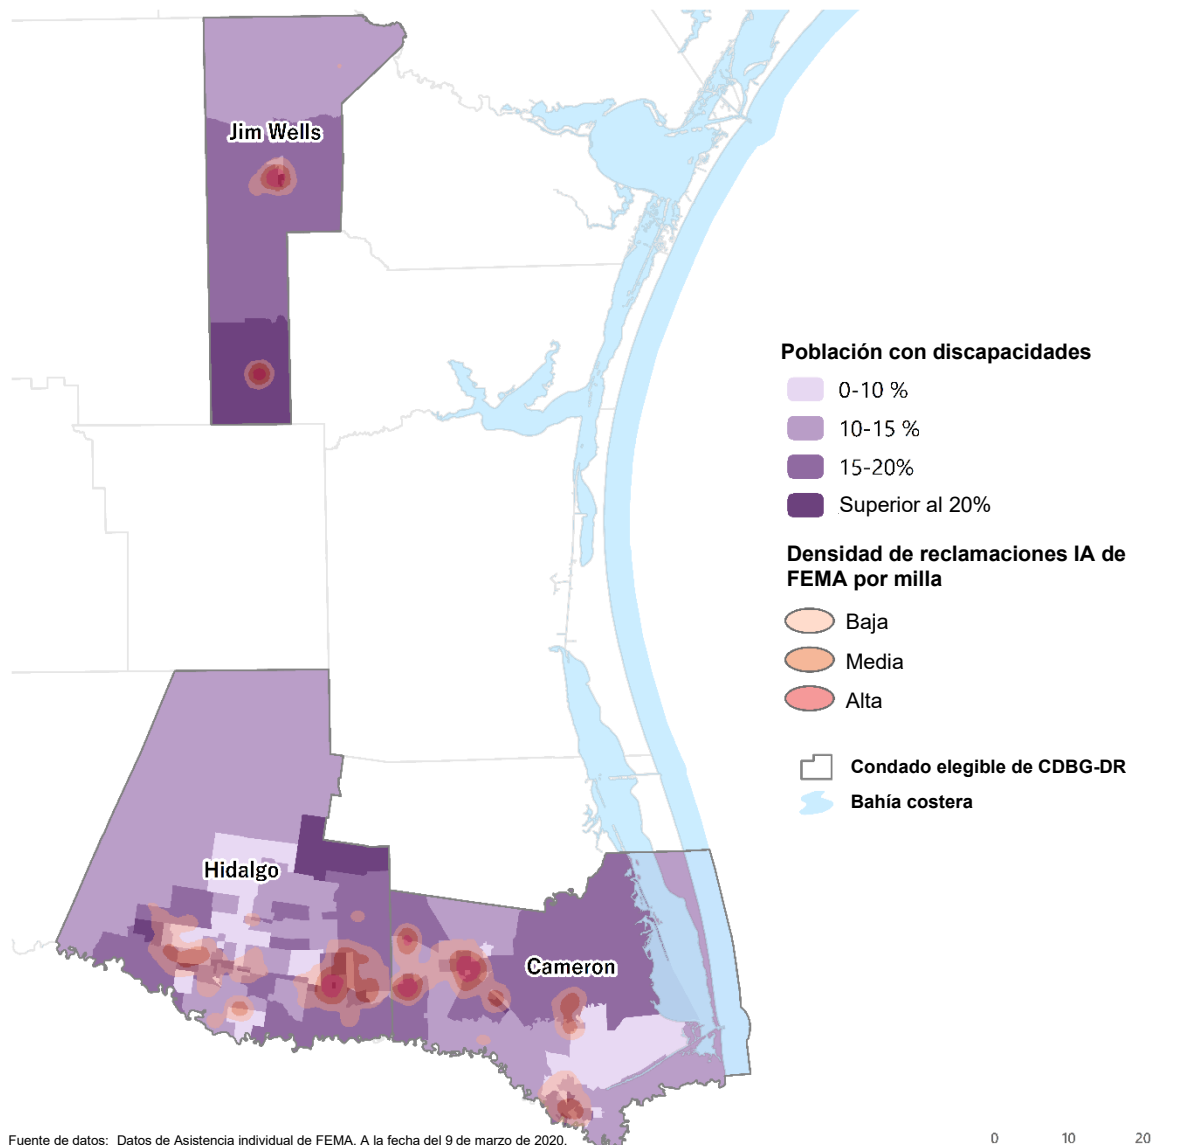 Jim Wells
Población con discapacidades
0-10 %
10-15 %
15-20%
Superior al 20%
Densidad de reclamaciones IA de
FEMA por milla
Baja
Media
Alta
Condado elegible de CDBG-DR
Bahía costera
Hidalgo
Cameron
Fuente de datos: Datos de Asistencia individual de FEMA. A la fecha del 9 de marzo de 2020.
0 10 20